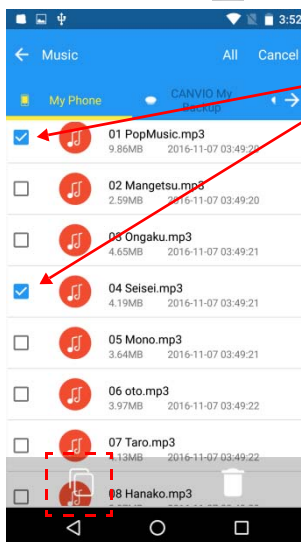 3:52
Music All Cancel
My Phone CANVIO My
Backup
01 PopMusic.mp3
9.86MB 2016-11-07 03:49:20
02 Mangetsu.mp3
2.59MB 2016-11-07 03:49:20
03 Ongaku.mp3
4.65MB 2016-11-07 03:49:21
04 Seisei.mp3
4.19MB 2016-11-07 03:49:21
05 Mono.mp3
3.64MB 2016-11-07 03:49:21
06 oto.mp3
3.97MB 2016-11-07 03:49:22
07 Taro.mp3
4.13MB 2016-11-07 03:49:22
08 Hanako.mp3